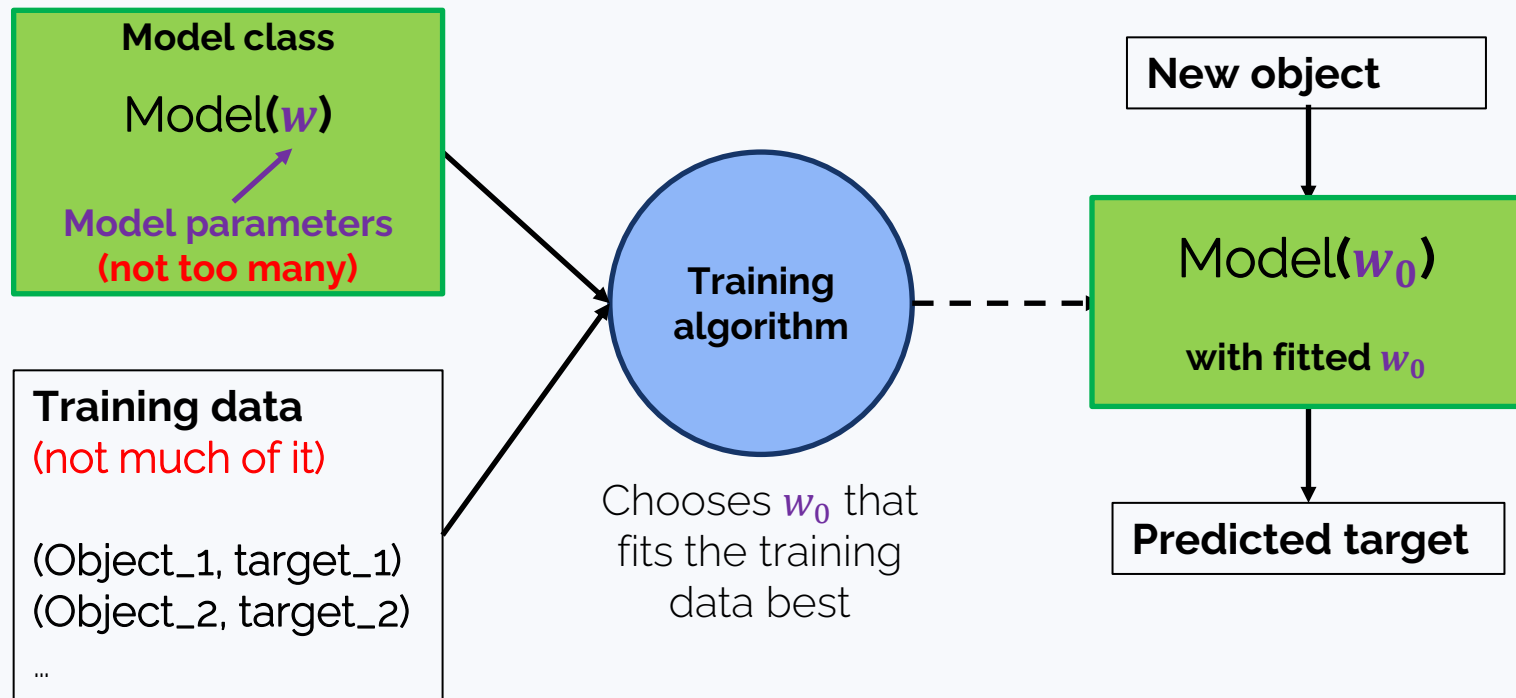 Model class
Model(w)
Model parameters
(not too many)
Training data
(not much of it)
(Object_1, target_1)
(Object_2, target_2)
...
Training
algorithm
Chooses w₀ that
fits the training
data best
New object
Model(w₀)
with fitted w₀
Predicted target